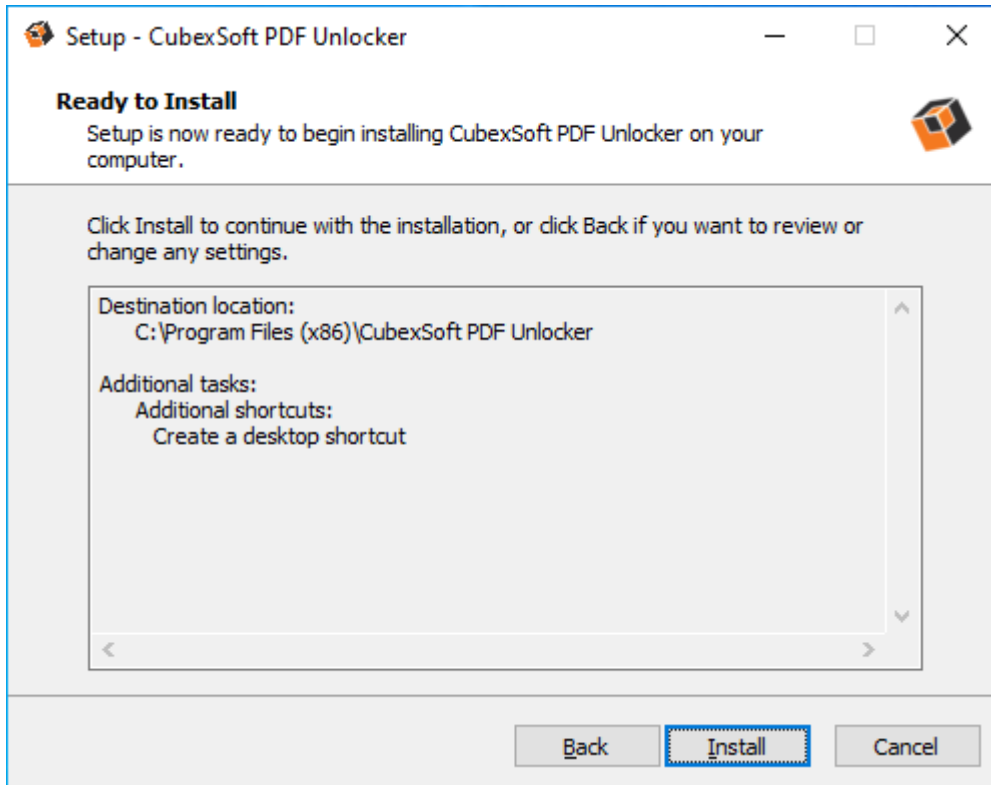 Setup - CubexSoft PDF Unlocker
Ready to Install
Setup is now ready to begin installing CubexSoft PDF Unlocker on your
computer.
Click Install to continue with the installation, or click Back if you want to review or
change any settings.
Destination location:
C:\Program Files (x86)\CubexSoft PDF Unlocker
Additional tasks:
Additional shortcuts:
Create a desktop shortcut
Back
Install
Cancel